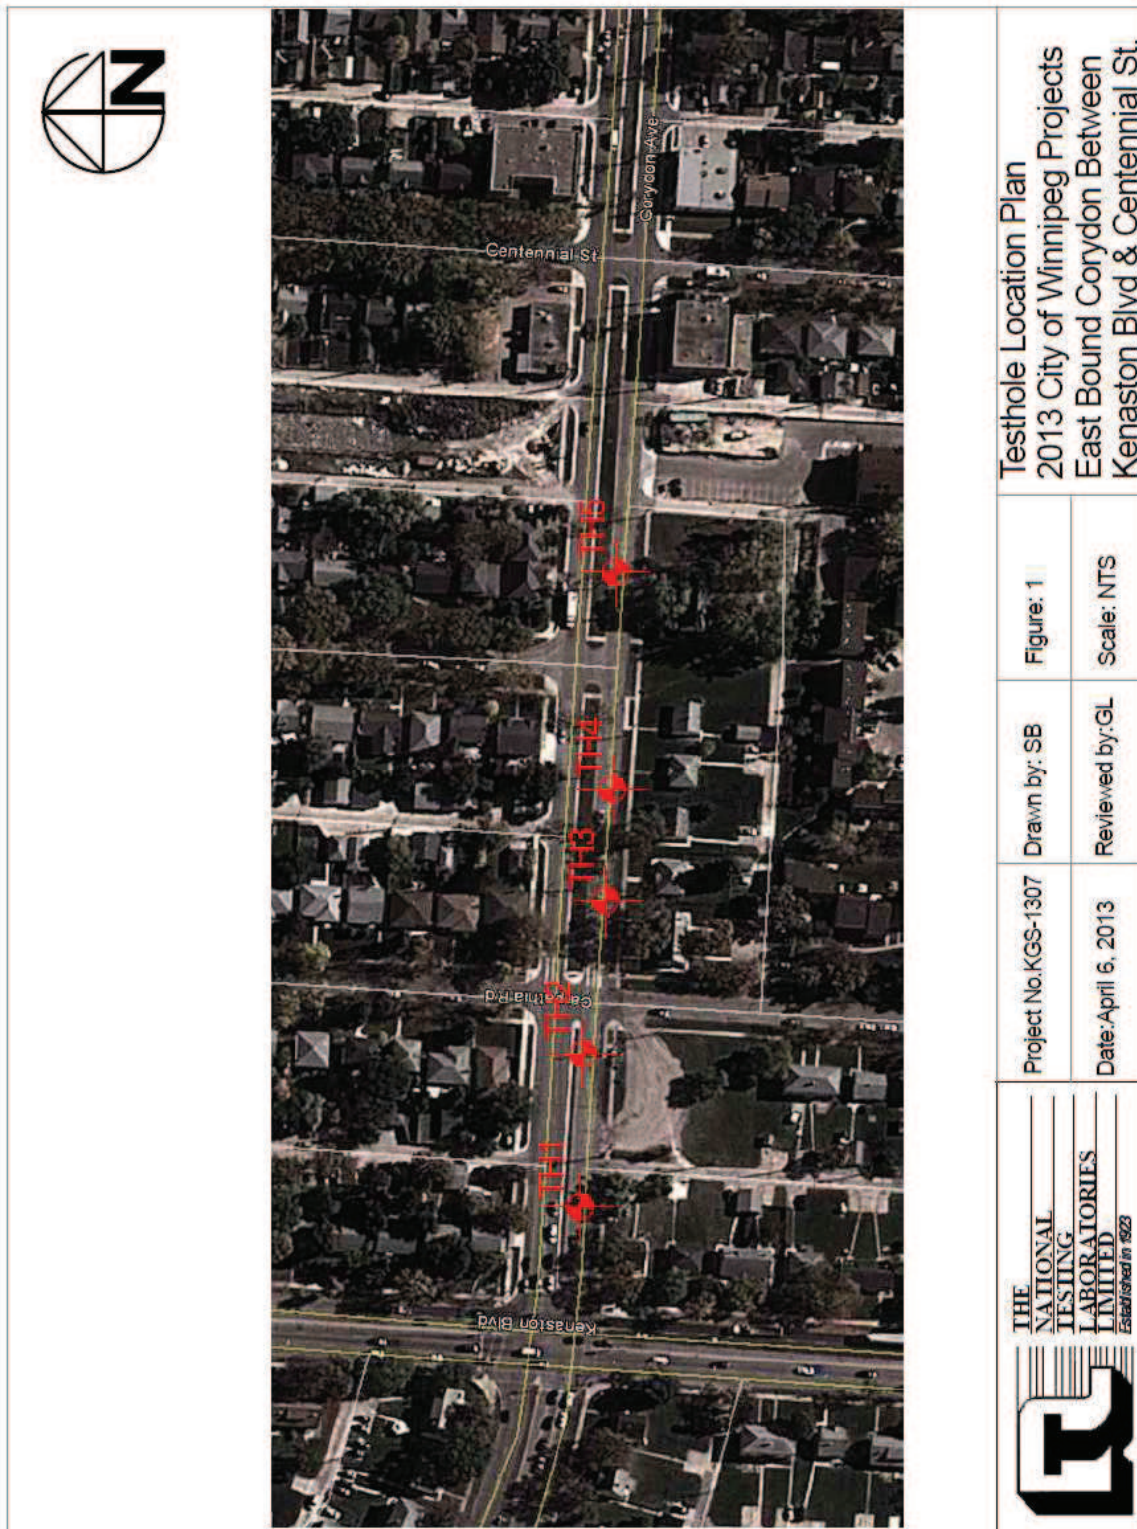 N
Corydon Ave
Centennial St
TH5
TH4
TH3
Carpathia Rd
TH2
TH1
Kenaston Blvd
THE
NATIONAL
TESTING
LABORATORIES
LIMITED
Established in 1923
Project No.KGS-1307
Drawn by: SB
Figure: 1
Date:April 6, 2013
Reviewed by:GL
Scale: NTS
Testhole Location Plan
2013 City of Winnipeg Projects
East Bound Corydon Between
Kenaston Blvd & Centennial St.